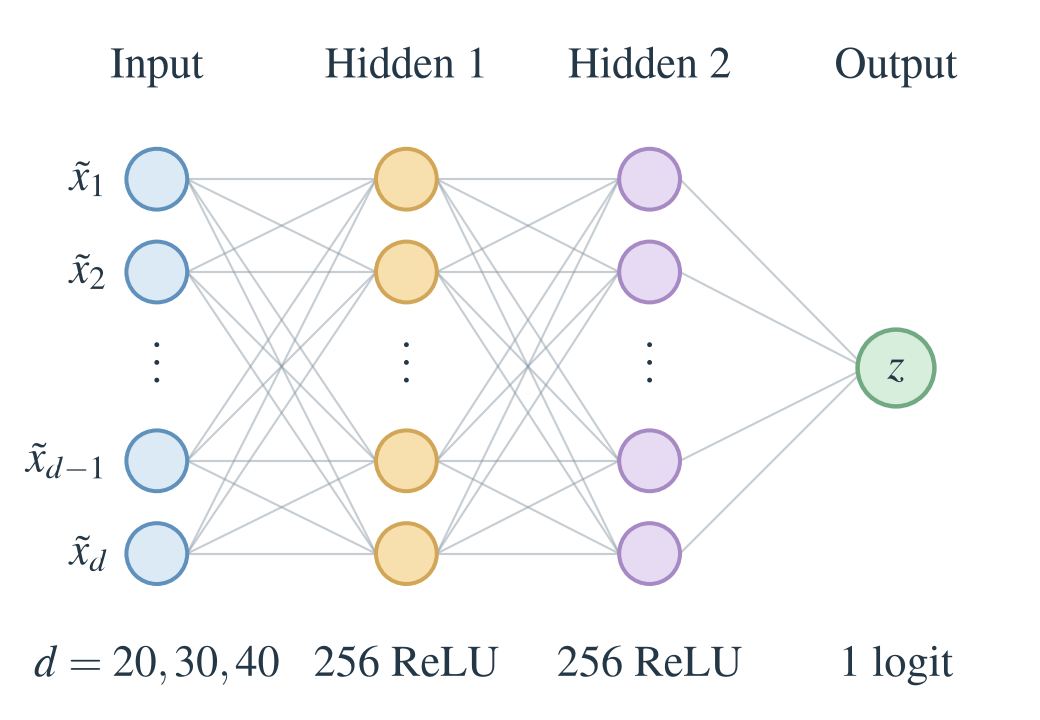 Input Hidden 1 Hidden 2 Output
x̃₁
x̃₂
⋮ ⋮ ⋮
z
x̃d−1
x̃d
d = 20, 30, 40 256 ReLU 256 ReLU 1 logit